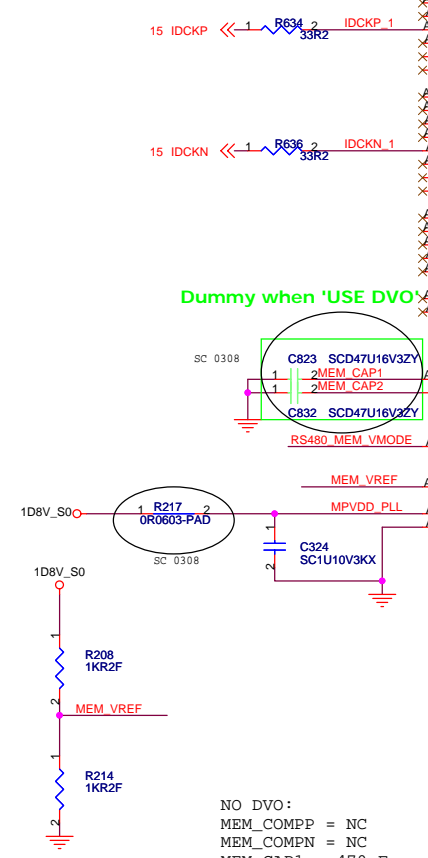 15 IDCKP 1 R634 2 IDCKP_1
33R2
15 IDCKN 1 R636 2 IDCKN_1
33R2
Dummy when 'USE DVO'
SC 0308
C823 SCD47U16V3ZY
1 2 MEM_CAP1
1 2 MEM_CAP2
C832 SCD47U16V3ZY
RS480_MEM_VMODE
MEM_VREF
1D8V_S0 1 R217 2 MPVDD_PLL
0R0603-PAD
SC 0308
1
C324
SC1U10V3KX
2
1D8V_S0
1
R208
1KR2F
2
MEM_VREF
1
R214
1KR2F
2
NO DVO:
MEM_COMPP = NC
MEM_COMPN = NC